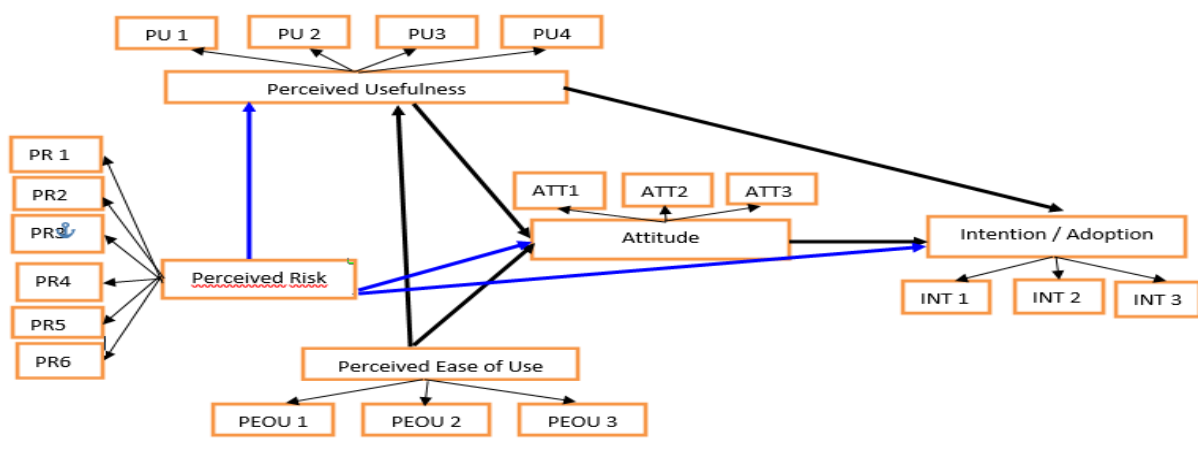 PU 1
PU 2
PU3
PU4
Perceived Usefulness
PR 1
PR2
PR3
PR4
PR5
PR6
Perceived Risk
ATT1
ATT2
ATT3
Attitude
Intention / Adoption
INT 1
INT 2
INT 3
Perceived Ease of Use
PEOU 1
PEOU 2
PEOU 3